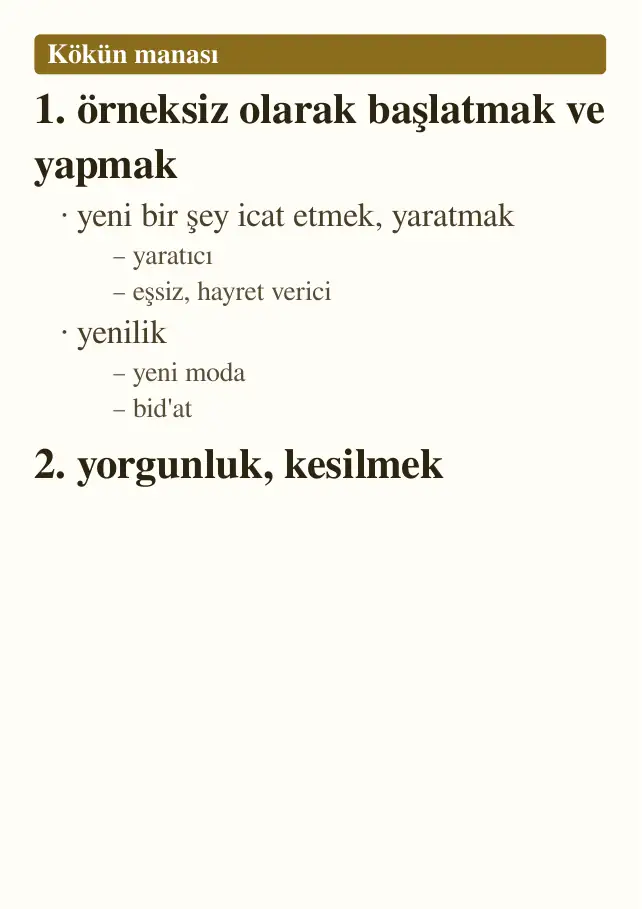 Kökün manası
1. örneksiz olarak başlatmak ve
yapmak
· yeni bir şey icat etmek, yaratmak
– yaratıcı
– eşsiz, hayret verici
· yenilik
– yeni moda
– bid'at
2. yorgunluk, kesilmek